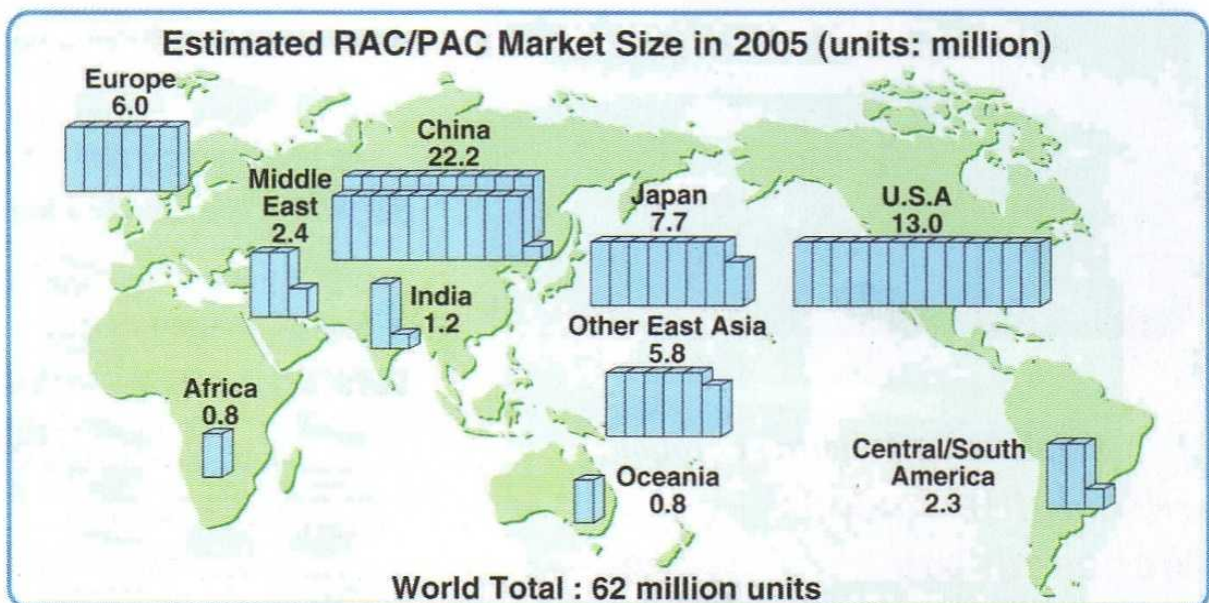 Estimated RAC/PAC Market Size in 2005 (units: million)
Europe
6.0
China
22.2
Middle
East
2.4
Japan
7.7
U.S.A
13.0
India
1.2
Other East Asia
5.8
Africa
0.8
Oceania
0.8
Central/South
America
2.3
World Total : 62 million units